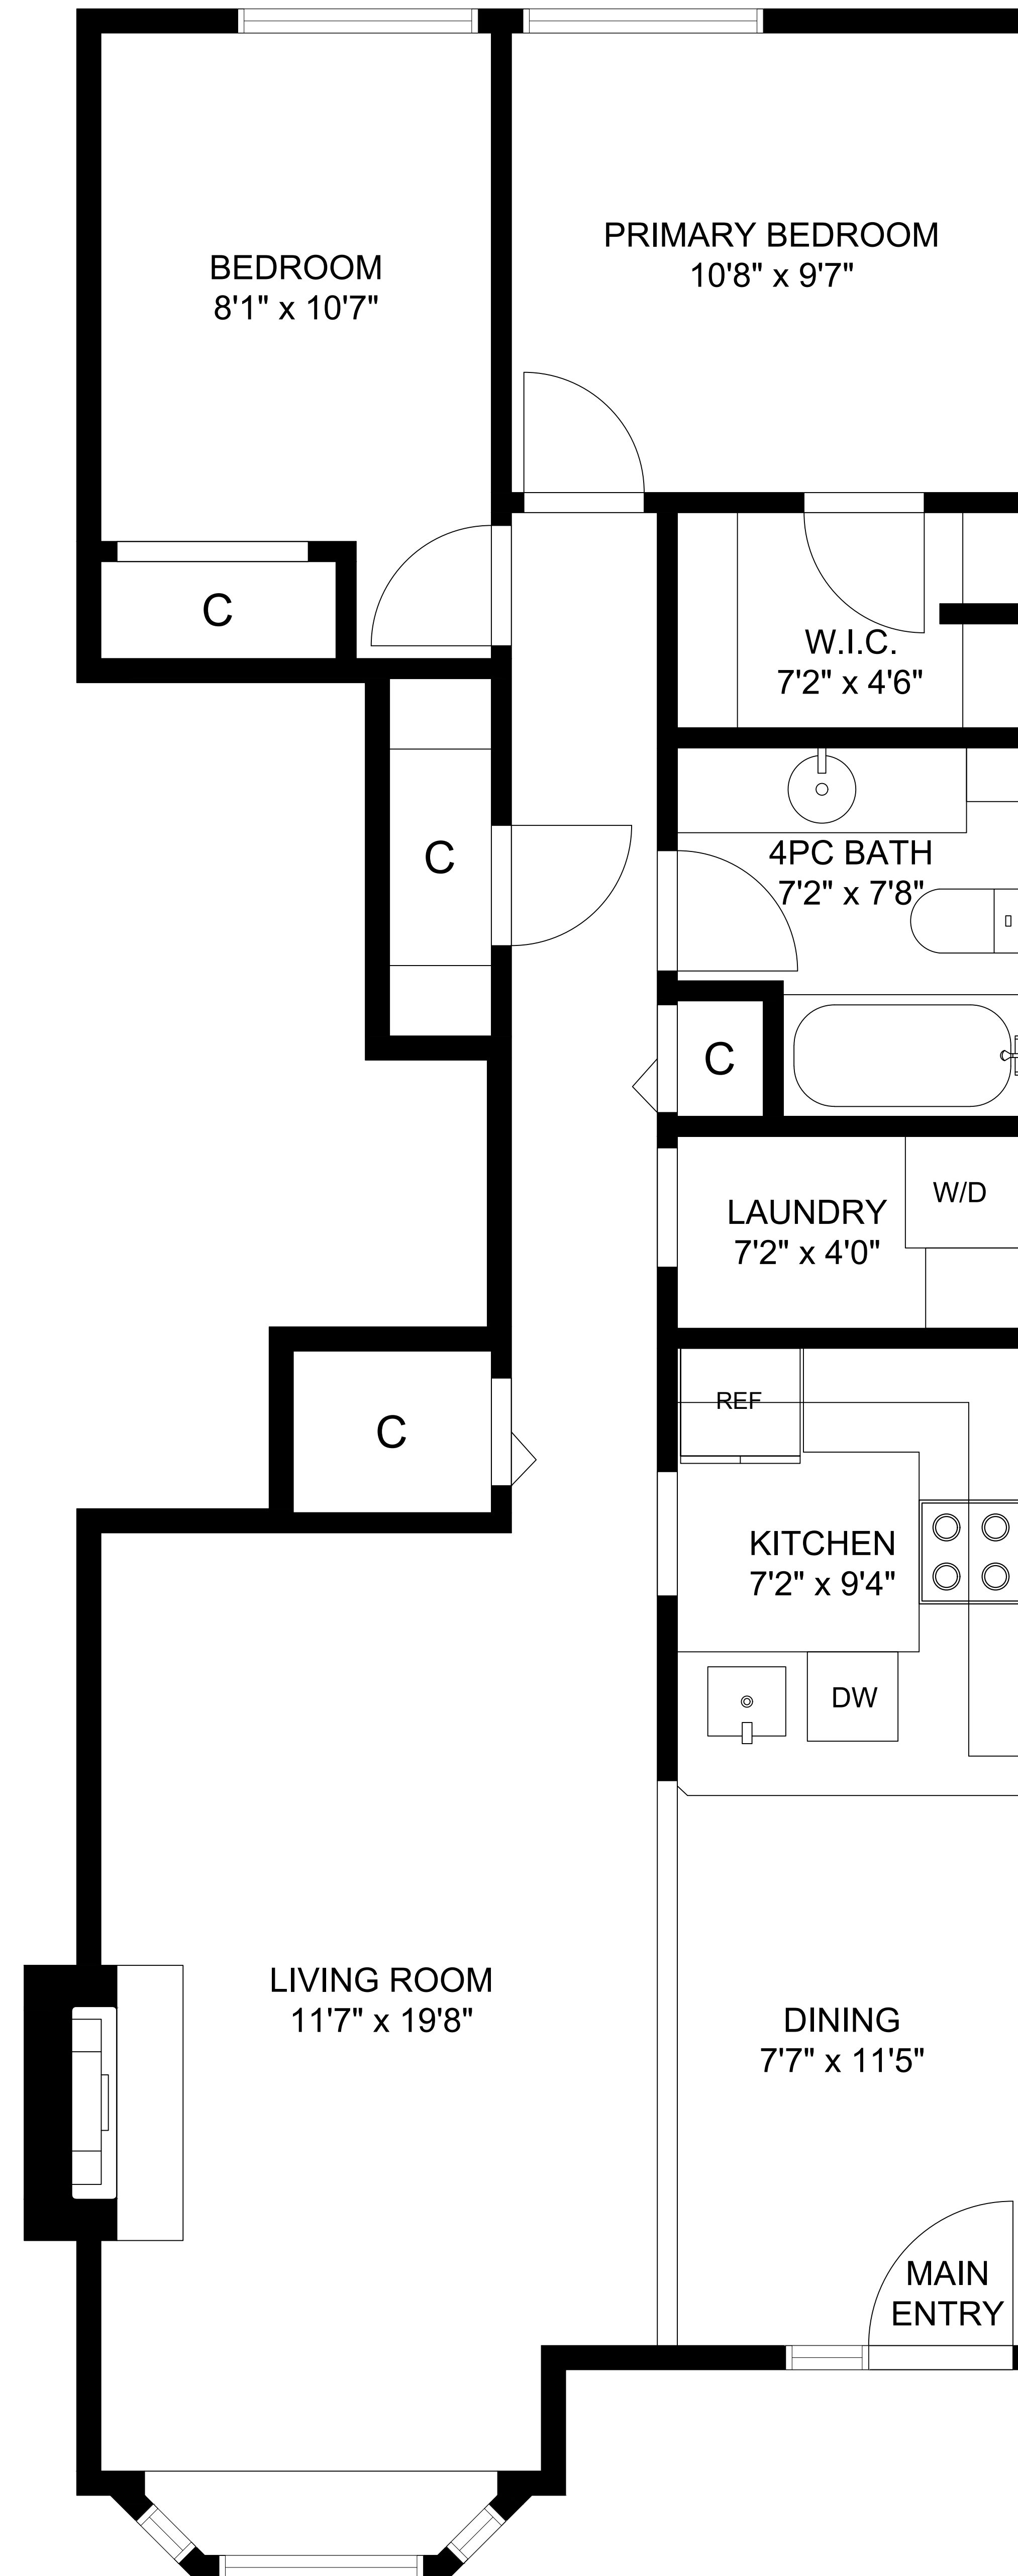 PRIMARY BEDROOM
10'8" x 9'7"
BEDROOM
8'1" x 10'7"
C
W.I.C.
7'2" x 4'6"
C
4PC BATH
7'2" x 7'8"
C
LAUNDRY
7'2" x 4'0"
W/D
C
REF
KITCHEN
7'2" x 9'4"
DW
LIVING ROOM
11'7" x 19'8"
DINING
7'7" x 11'5"
MAIN
ENTRY